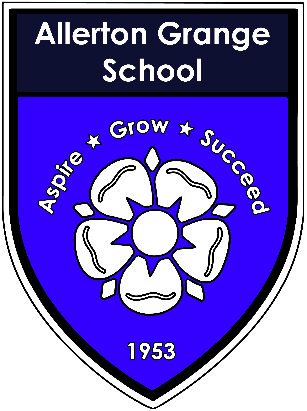 Allerton Grange
School
Aspire ★ Grow ★ Succeed
1953